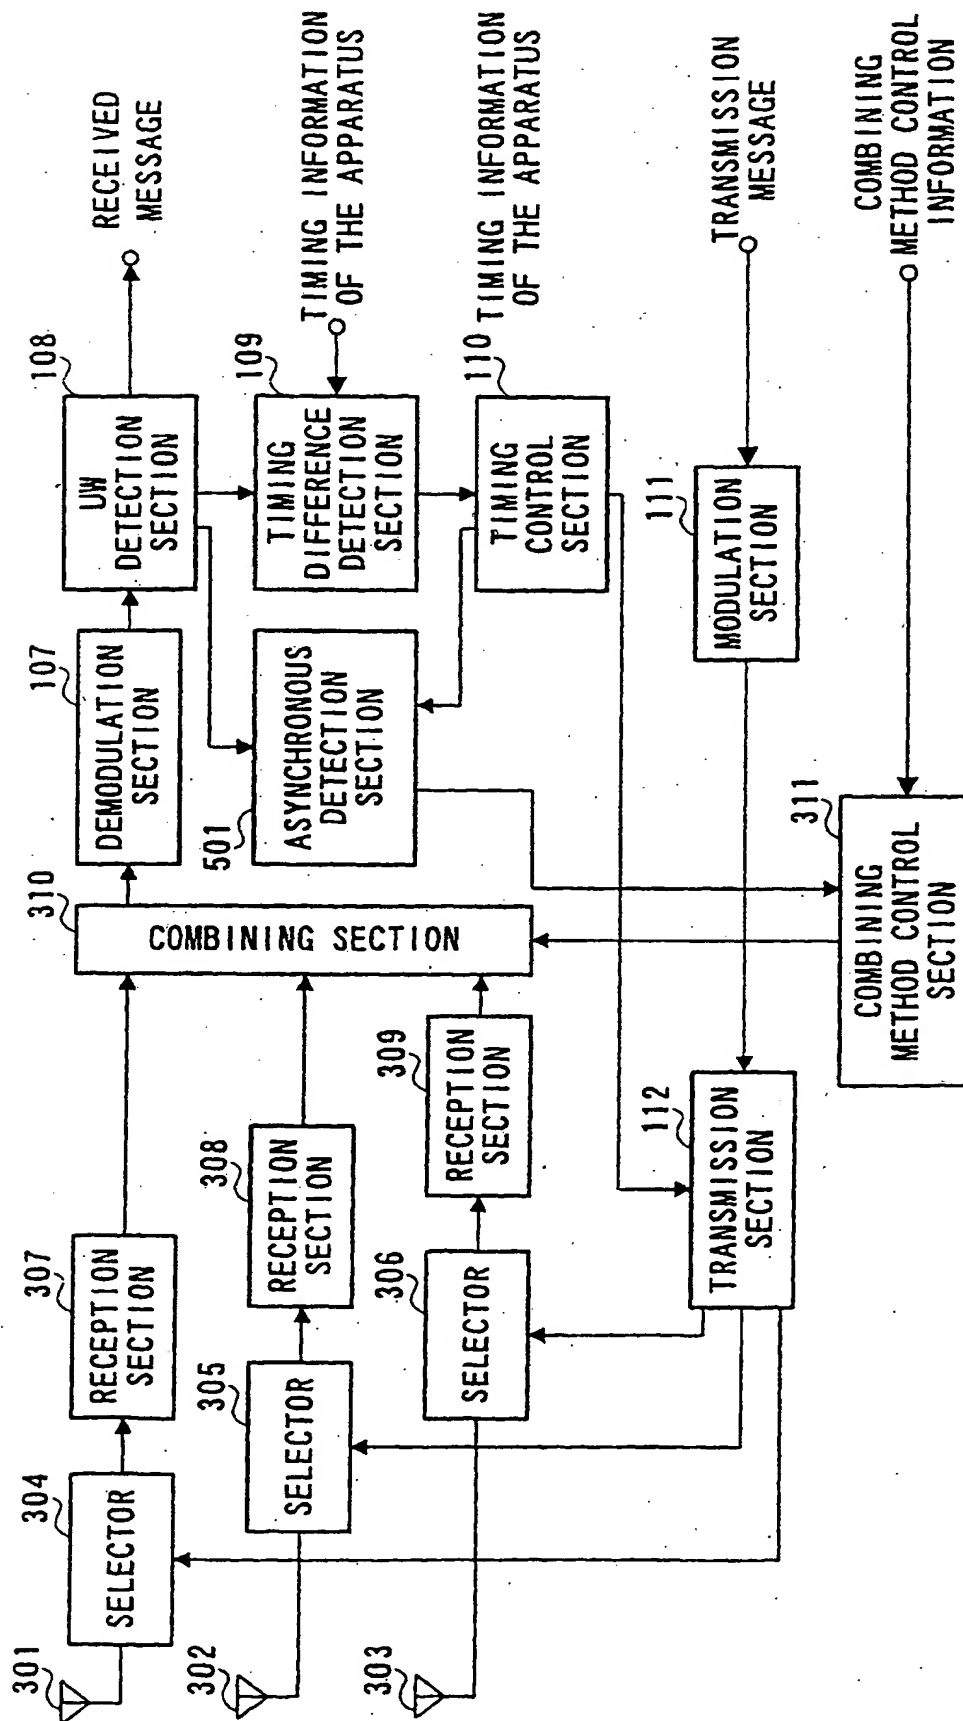 301
304
SELECTOR
307
RECEPTION
SECTION
310
COMBINING SECTION
107
DEMODULATION
SECTION
108
UW
DETECTION
SECTION
RECEIVED
MESSAGE
302
305
SELECTOR
308
RECEPTION
SECTION
501
ASYNCHRONOUS
DETECTION
SECTION
109
TIMING
DIFFERENCE
DETECTION
SECTION
TIMING INFORMATION
OF THE APPARATUS
303
306
SELECTOR
309
RECEPTION
SECTION
110
TIMING
CONTROL
SECTION
TIMING INFORMATION
OF THE APPARATUS
112
TRANSMISSION
SECTION
111
MODULATION
SECTION
TRANSMISSION
MESSAGE
311
COMBINING
METHOD CONTROL
SECTION
COMBINING
METHOD CONTROL
INFORMATION